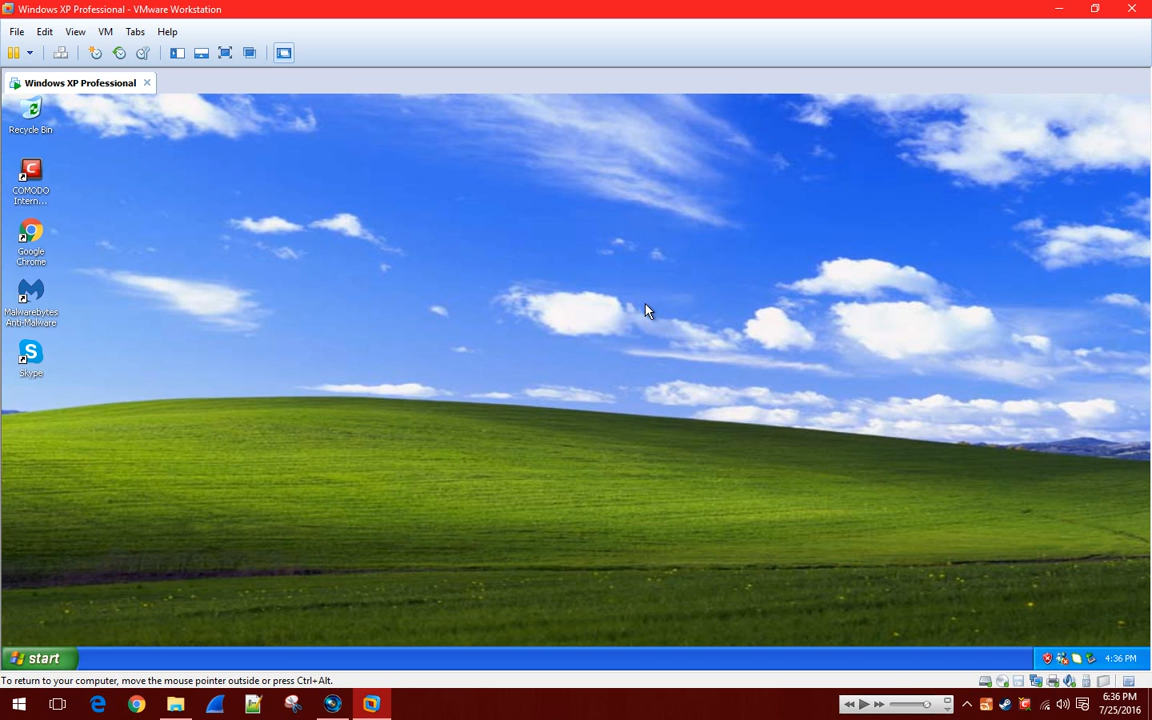 Windows XP Professional - VMware Workstation
File Edit View VM Tabs Help
Windows XP Professional
Recycle Bin
COMODO
Intern...
Google
Chrome
Malwarebytes
Anti-Malware
Skype
start
4:36 PM
To return to your computer, move the mouse pointer outside or press Ctrl+Alt.
6:36 PM
7/25/2016